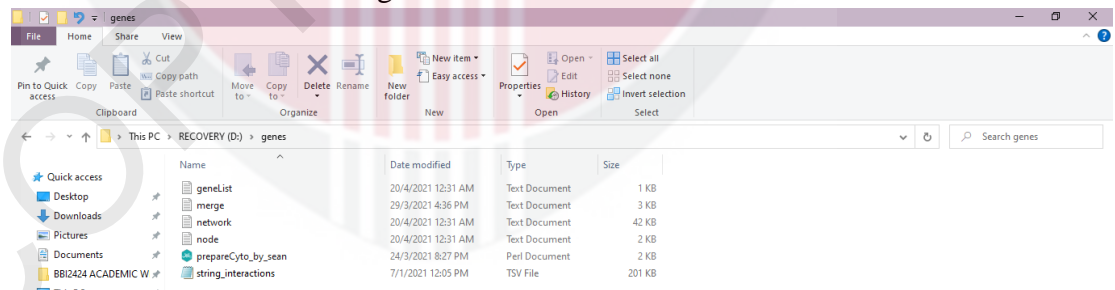 genes
File Home Share View
Pin to Quick access
Copy
Paste
Cut
Copy path
Paste shortcut
Clipboard
Move to
Copy to
Delete
Rename
Organize
New folder
New item
Easy access
New
Properties
Open
Edit
History
Open
Select all
Select none
Invert selection
Select
This PC > RECOVERY (D:) > genes
Search genes
Quick access
Desktop
Downloads
Pictures
Documents
BBI2424 ACADEMIC W
Name Date modified Type Size
geneList 20/4/2021 12:31 AM Text Document 1 KB
merge 29/3/2021 4:36 PM Text Document 3 KB
network 20/4/2021 12:31 AM Text Document 42 KB
node 20/4/2021 12:31 AM Text Document 2 KB
prepareCyto_by_sean 24/3/2021 8:27 PM Perl Document 2 KB
string_interactions 7/1/2021 12:05 PM TSV File 201 KB